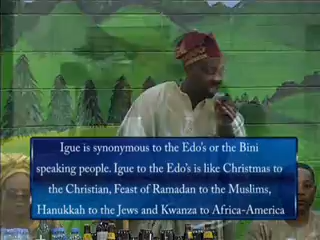 Igue is synonymous to the Edo's or the Bini
speaking people. Igue to the Edo's is like Christmas to
the Christian, Feast of Ramadan to the Muslims,
Hanukkah to the Jews and Kwanza to Africa-America